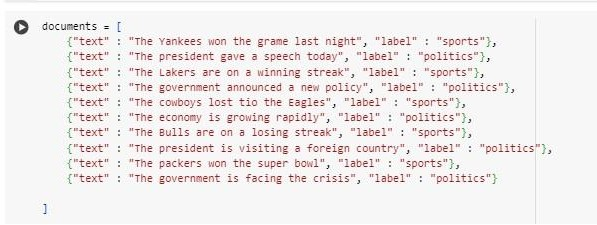 documents = [
{"text" : "The Yankees won the grame last night", "label" : "sports"},
{"text" : "The president gave a speech today", "label" : "politics"},
{"text" : "The Lakers are on a winning streak", "label" : "sports"},
{"text" : "The government announced a new policy", "label" : "politics"},
{"text" : "The cowboys lost tio the Eagles", "label" : "sports"},
{"text" : "The economy is growing rapidly", "label" : "politics"},
{"text" : "The Bulls are on a losing streak", "label" : "sports"},
{"text" : "The president is visiting a foreign country", "label" : "politics"},
{"text" : "The packers won the super bowl", "label" : "sports"},
{"text" : "The government is facing the crisis", "label" : "politics"}
]